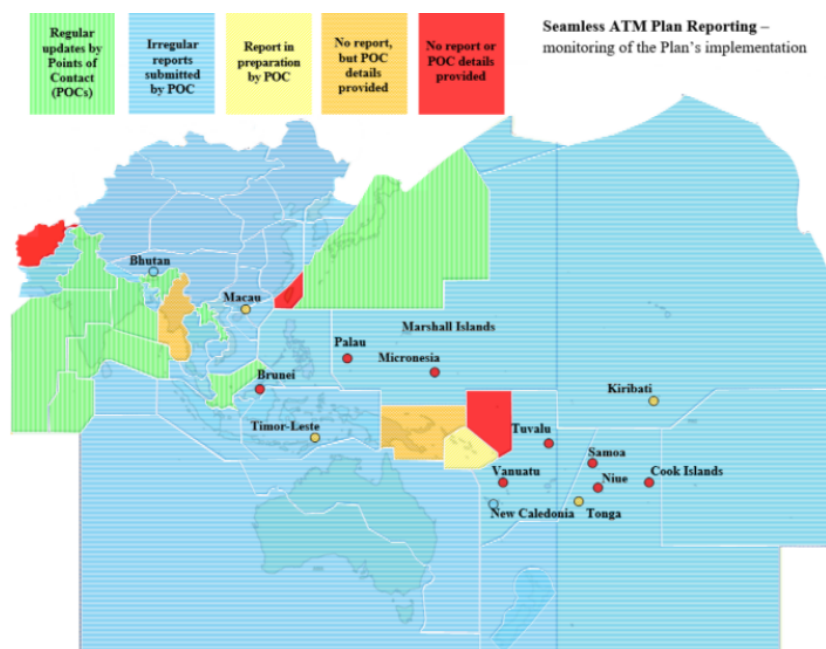 Regular
updates by
Points of
Contact
(POCs)
Irregular
reports
submitted
by POC
Report in
preparation
by POC
No report,
but POC
details
provided
No report or
POC details
provided
Seamless ATM Plan Reporting –
monitoring of the Plan's implementation
Bhutan
Macau
Marshall Islands
Palau
Micronesia
Brunei
Kiribati
Timor-Leste
Tuvalu
Samoa
Vanuatu
Niue
Cook Islands
New Caledonia
Tonga